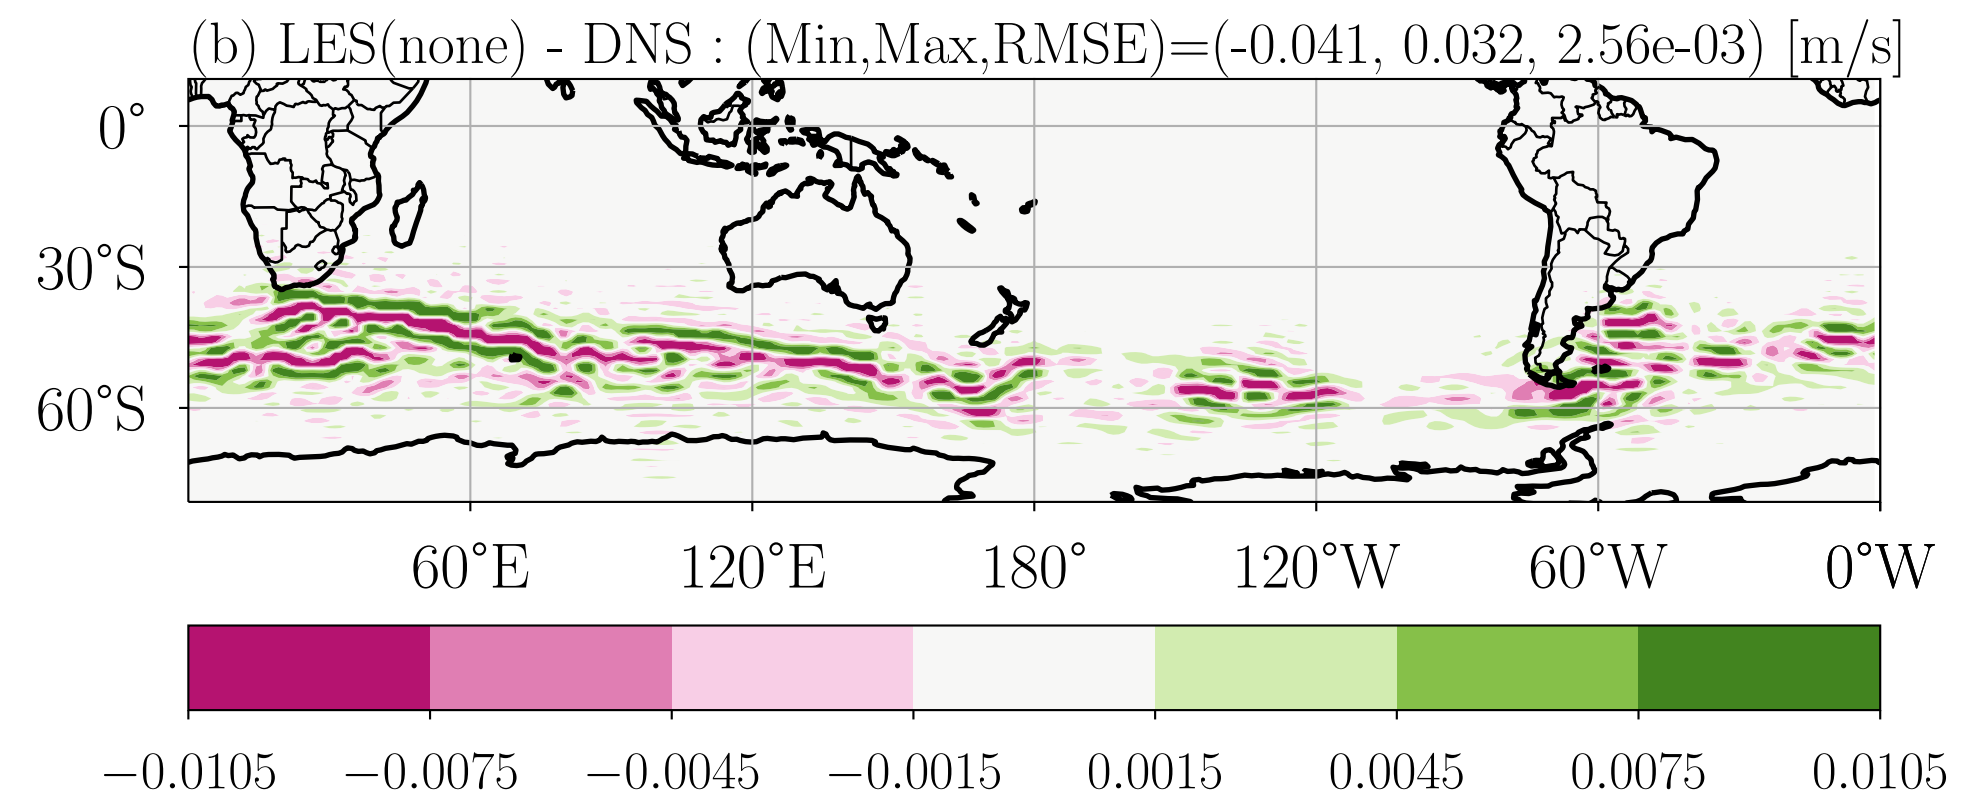 (b) LES(none) - DNS : (Min,Max,RMSE)=(-0.041, 0.032, 2.56e-03) [m/s]
0°
30°S
60°S
60°E 120°E 180° 120°W 60°W 0°W
−0.0105 −0.0075 −0.0045 −0.0015 0.0015 0.0045 0.0075 0.0105